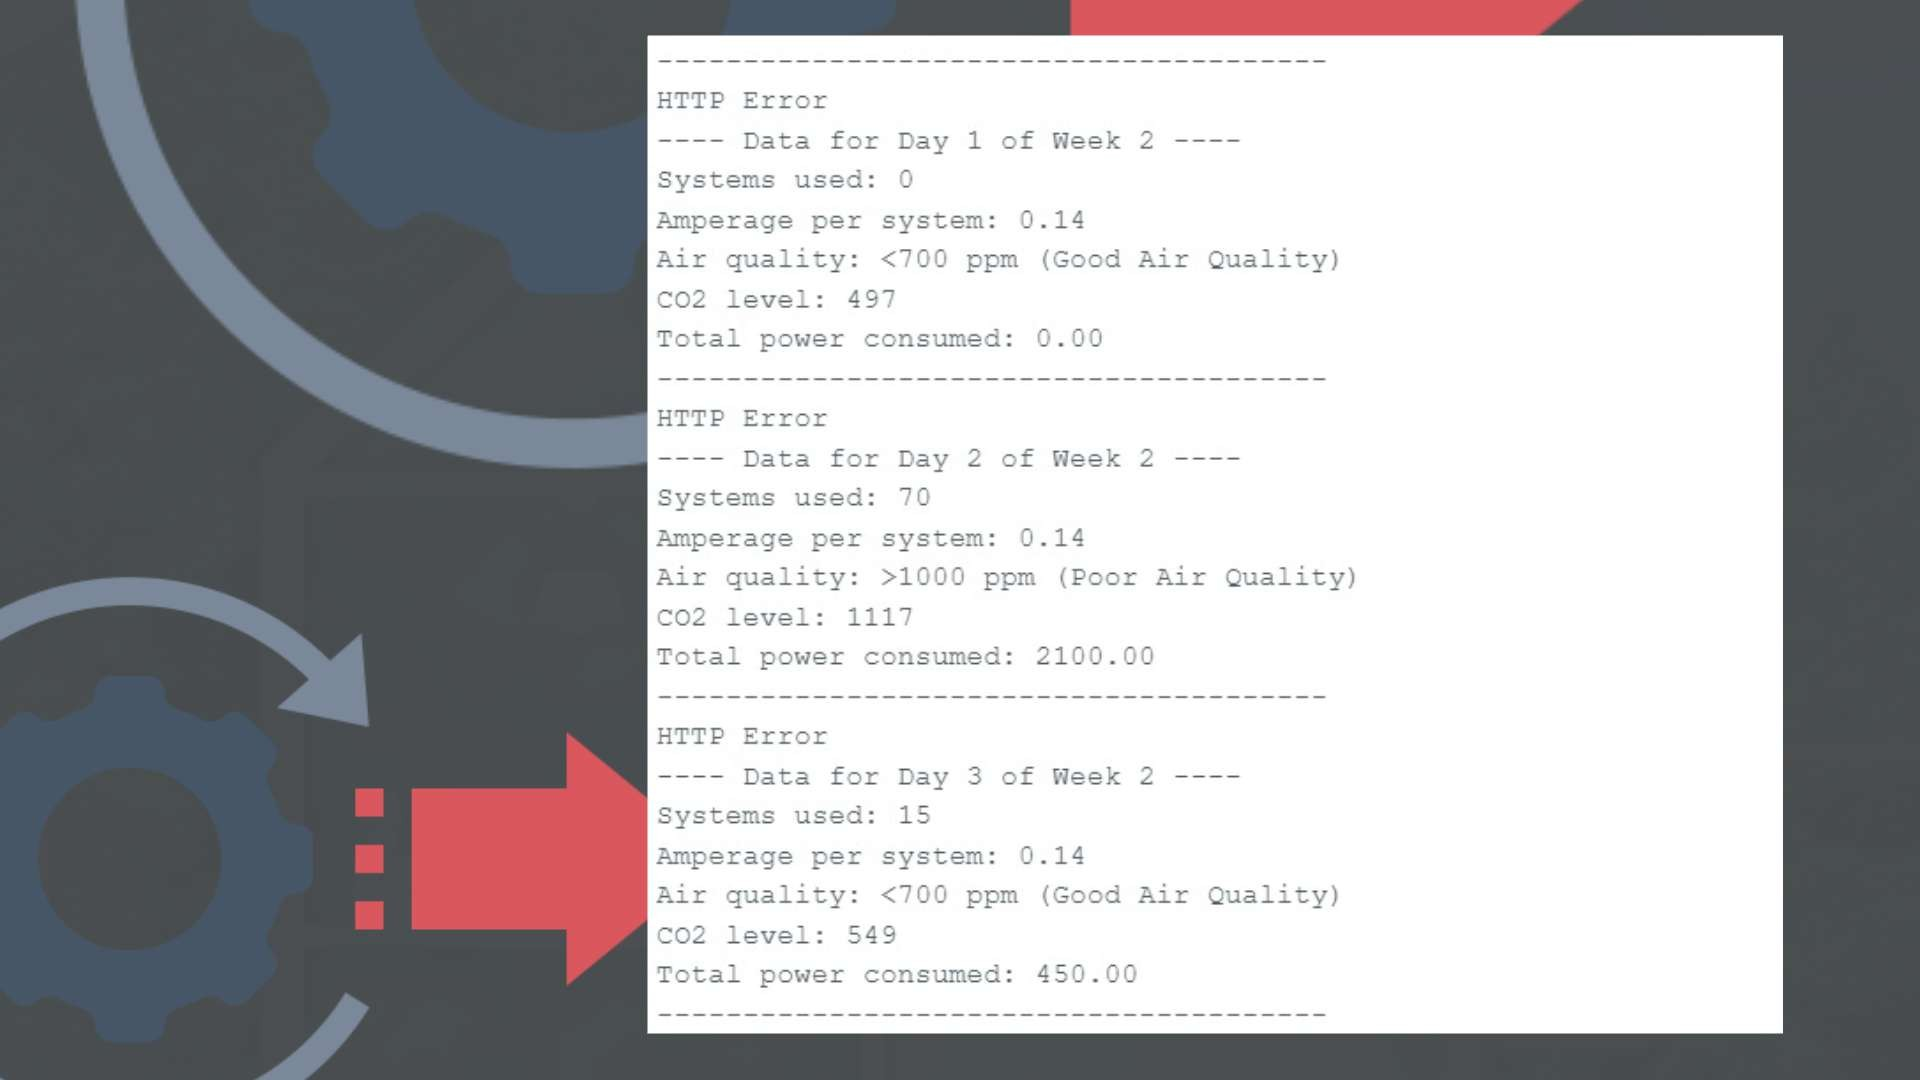 ---------------------------------------
HTTP Error
---- Data for Day 1 of Week 2 ----
Systems used: 0
Amperage per system: 0.14
Air quality: <700 ppm (Good Air Quality)
CO2 level: 497
Total power consumed: 0.00
---------------------------------------
HTTP Error
---- Data for Day 2 of Week 2 ----
Systems used: 70
Amperage per system: 0.14
Air quality: >1000 ppm (Poor Air Quality)
CO2 level: 1117
Total power consumed: 2100.00
---------------------------------------
HTTP Error
---- Data for Day 3 of Week 2 ----
Systems used: 15
Amperage per system: 0.14
Air quality: <700 ppm (Good Air Quality)
CO2 level: 549
Total power consumed: 450.00
---------------------------------------